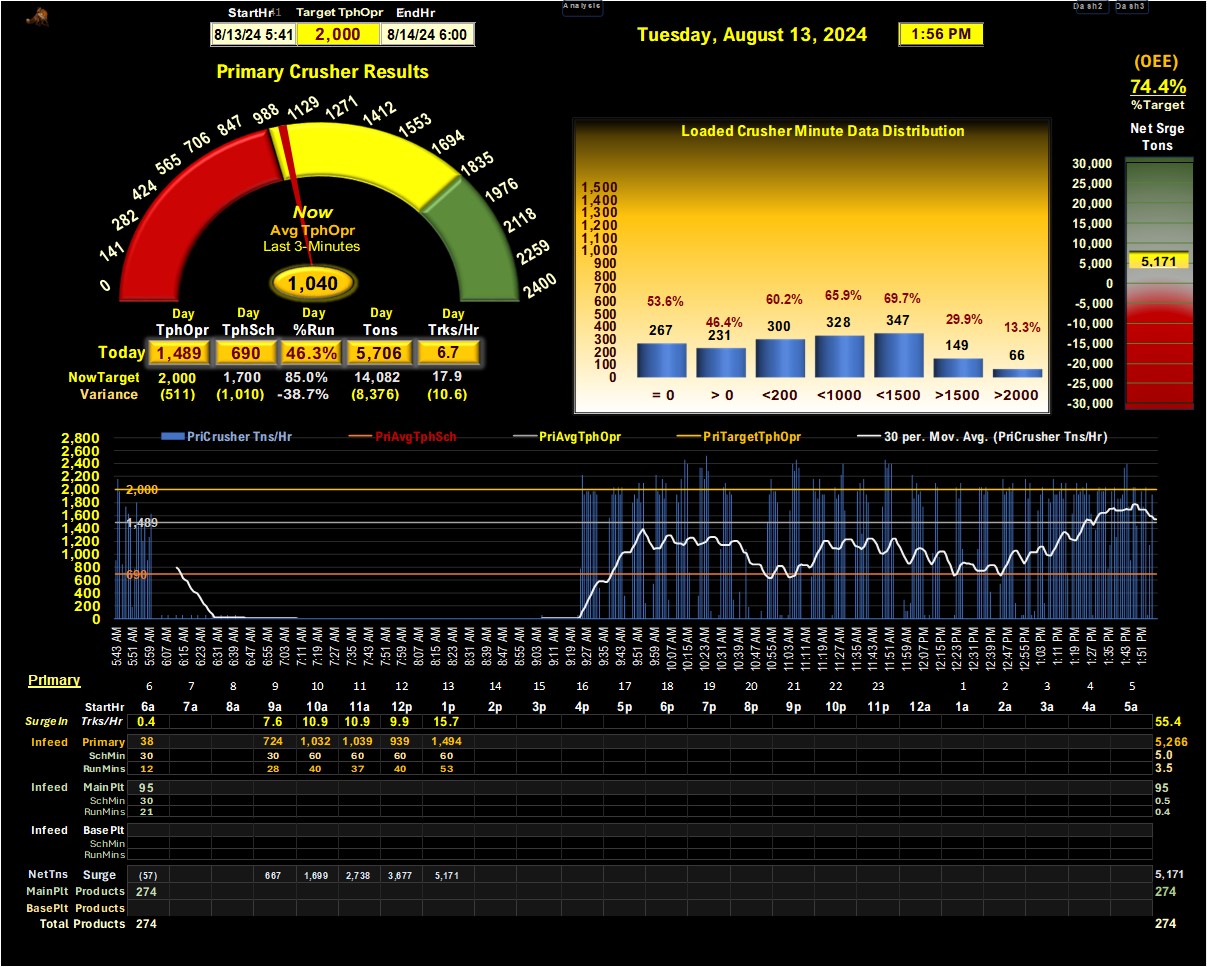 Analysis
Dash2 Dash3
StartHr Target TphOpr EndHr
8/13/24 5:41 2,000 8/14/24 6:00
Tuesday, August 13, 2024 1:56 PM
(OEE)
74.4%
%Target
Primary Crusher Results
0 141 282 424 565 706 847 988 1129 1271 1412 1553 1694 1835 1976 2118 2259 2400
Now
Avg TphOpr
Last 3-Minutes
1,040
Day Day Day Day Day
TphOpr TphSch %Run Tons Trks/Hr
Today 1,489 690 46.3% 5,706 6.7
NowTarget 2,000 1,700 85.0% 14,082 17.9
Variance (511) (1,010) -38.7% (8,376) (10.6)
Loaded Crusher Minute Data Distribution
1,500
1,400
1,300
1,200
1,100
1,000
900
800
700
600
500
400
300
200
100
0
53.6% 46.4% 60.2% 65.9% 69.7% 29.9% 13.3%
267 231 300 328 347 149 66
= 0 > 0 <200 <1000 <1500 >1500 >2000
Net Srge
Tons
30,000
25,000
20,000
15,000
10,000
5,000
0
-5,000
-10,000
-15,000
-20,000
-25,000
-30,000
5,171
PriCrusher Tns/Hr PriAvgTphSch PriAvgTphOpr PriTargetTphOpr 30 per. Mov. Avg. (PriCrusher Tns/Hr)
2,800
2,600
2,400
2,200
2,000
1,800
1,600
1,400
1,200
1,000
800
600
400
200
0
2,000
1,489
690
5:43 AM 5:51 AM 5:59 AM 6:07 AM 6:15 AM 6:23 AM 6:31 AM 6:39 AM 6:47 AM 6:55 AM 7:03 AM 7:11 AM 7:19 AM 7:27 AM 7:35 AM 7:43 AM 7:51 AM 7:59 AM 8:07 AM 8:15 AM 8:23 AM 8:31 AM 8:39 AM 8:47 AM 8:55 AM 9:03 AM 9:11 AM 9:19 AM 9:27 AM 9:35 AM 9:43 AM 9:51 AM 9:59 AM 10:07 AM 10:15 AM 10:23 AM 10:31 AM 10:39 AM 10:47 AM 10:55 AM 11:03 AM 11:11 AM 11:19 AM 11:27 AM 11:35 AM 11:43 AM 11:51 AM 11:59 AM 12:07 PM 12:15 PM 12:23 PM 12:31 PM 12:39 PM 12:47 PM 12:55 PM 1:03 PM 1:11 PM 1:19 PM 1:27 PM 1:35 PM 1:43 PM 1:51 PM
Primary
6 7 8 9 10 11 12 13 14 15 16 17 18 19 20 21 22 23 1 2 3 4 5
StartHr 6a 7a 8a 9a 10a 11a 12p 1p 2p 3p 4p 5p 6p 7p 8p 9p 10p 11p 12a 1a 2a 3a 4a 5a
SurgeIn Trks/Hr 0.4 7.6 10.9 10.9 9.9 15.7 55.4
Infeed Primary 38 724 1,032 1,039 939 1,494 5,266
SchMin 30 30 60 60 60 60 5.0
RunMins 12 28 40 37 40 53 3.5
Infeed Main Plt 95 95
SchMin 30 0.5
RunMins 21 0.4
Infeed Base Plt
SchMin
RunMins
NetTns Surge (57) 667 1,699 2,738 3,677 5,171 5,171
MainPlt Products 274 274
BasePlt Products
Total Products 274 274